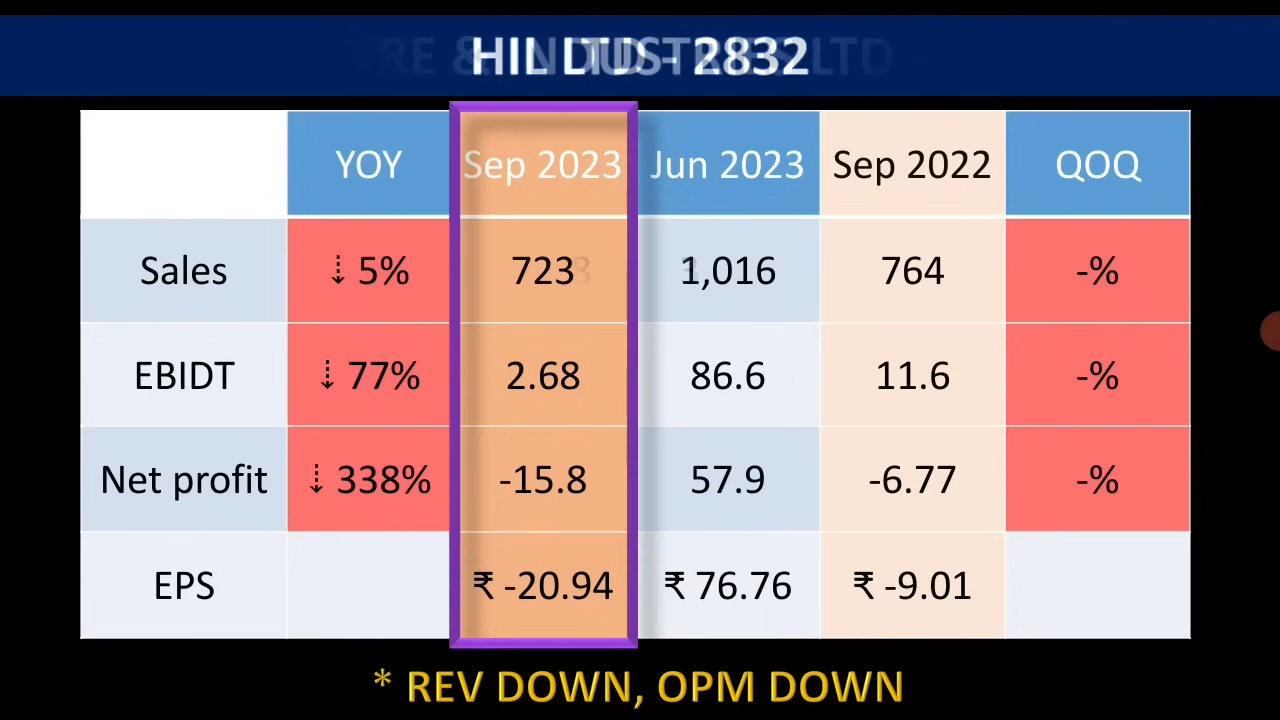 HIL LTD - 2832
YOY Sep 2023 Jun 2023 Sep 2022 QOQ
Sales ⇣ 5% 723 1,016 764 -%
EBIDT ⇣ 77% 2.68 86.6 11.6 -%
Net profit ⇣ 338% -15.8 57.9 -6.77 -%
EPS ₹ -20.94 ₹ 76.76 ₹ -9.01
* REV DOWN, OPM DOWN